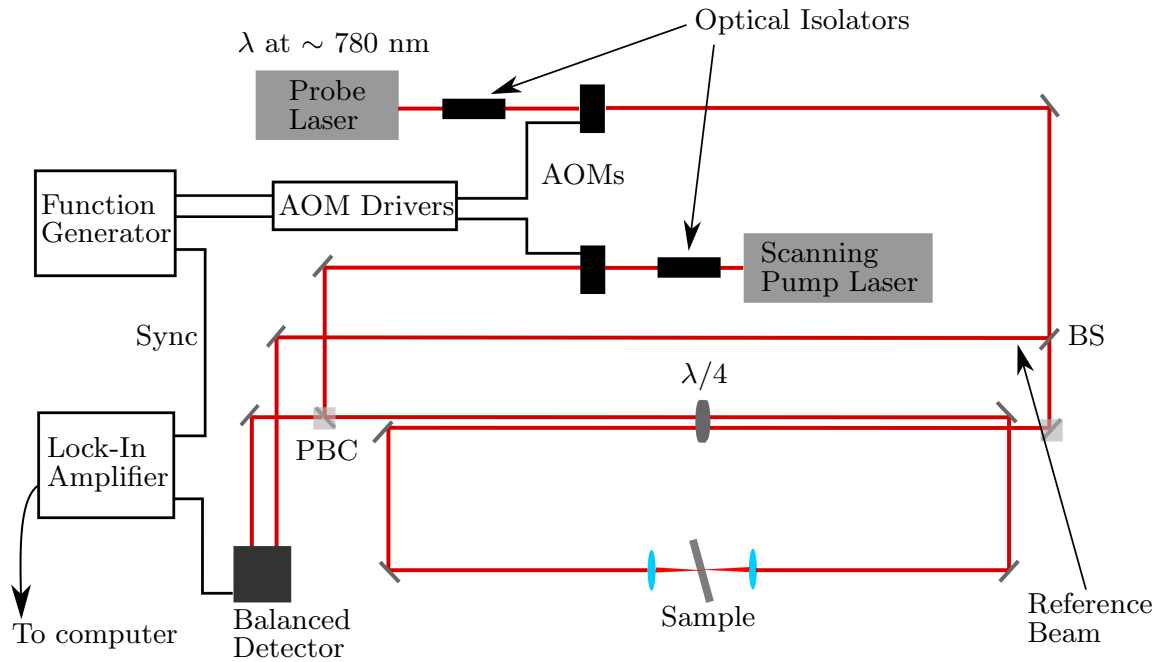 Optical Isolators
λ at ∼ 780 nm
Probe
Laser
AOMs
Function
Generator
AOM Drivers
Scanning
Pump Laser
Sync
BS
λ/4
PBC
Lock-In
Amplifier
Sample
Reference
Beam
Balanced
Detector
To computer